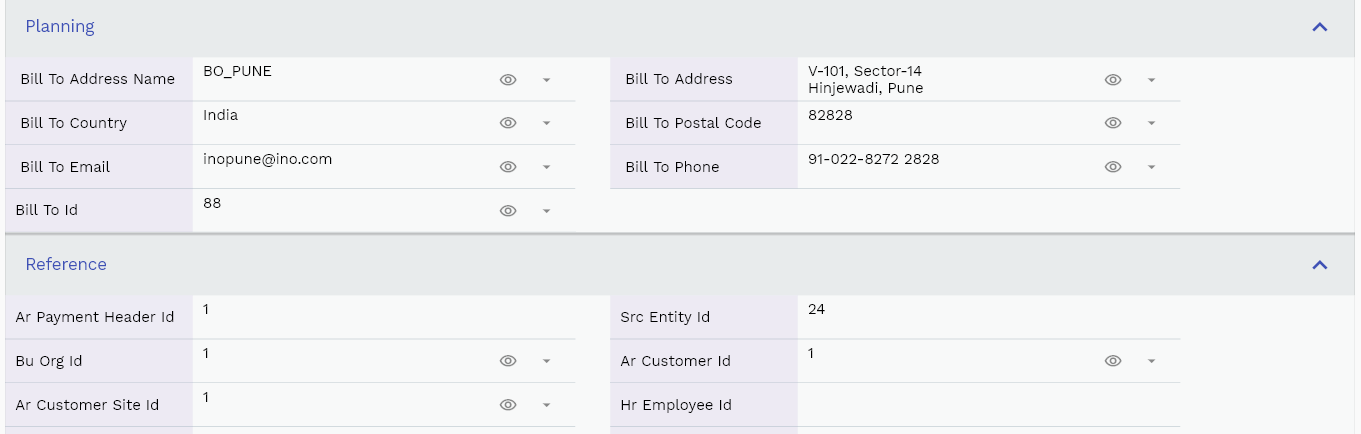 Planning
Bill To Address Name BO_PUNE Bill To Address V-101, Sector-14
Hinjewadi, Pune
Bill To Country India Bill To Postal Code 82828
Bill To Email inopune@ino.com Bill To Phone 91-022-8272 2828
Bill To Id 88
Reference
Ar Payment Header Id 1 Src Entity Id 24
Bu Org Id 1 Ar Customer Id 1
Ar Customer Site Id 1 Hr Employee Id